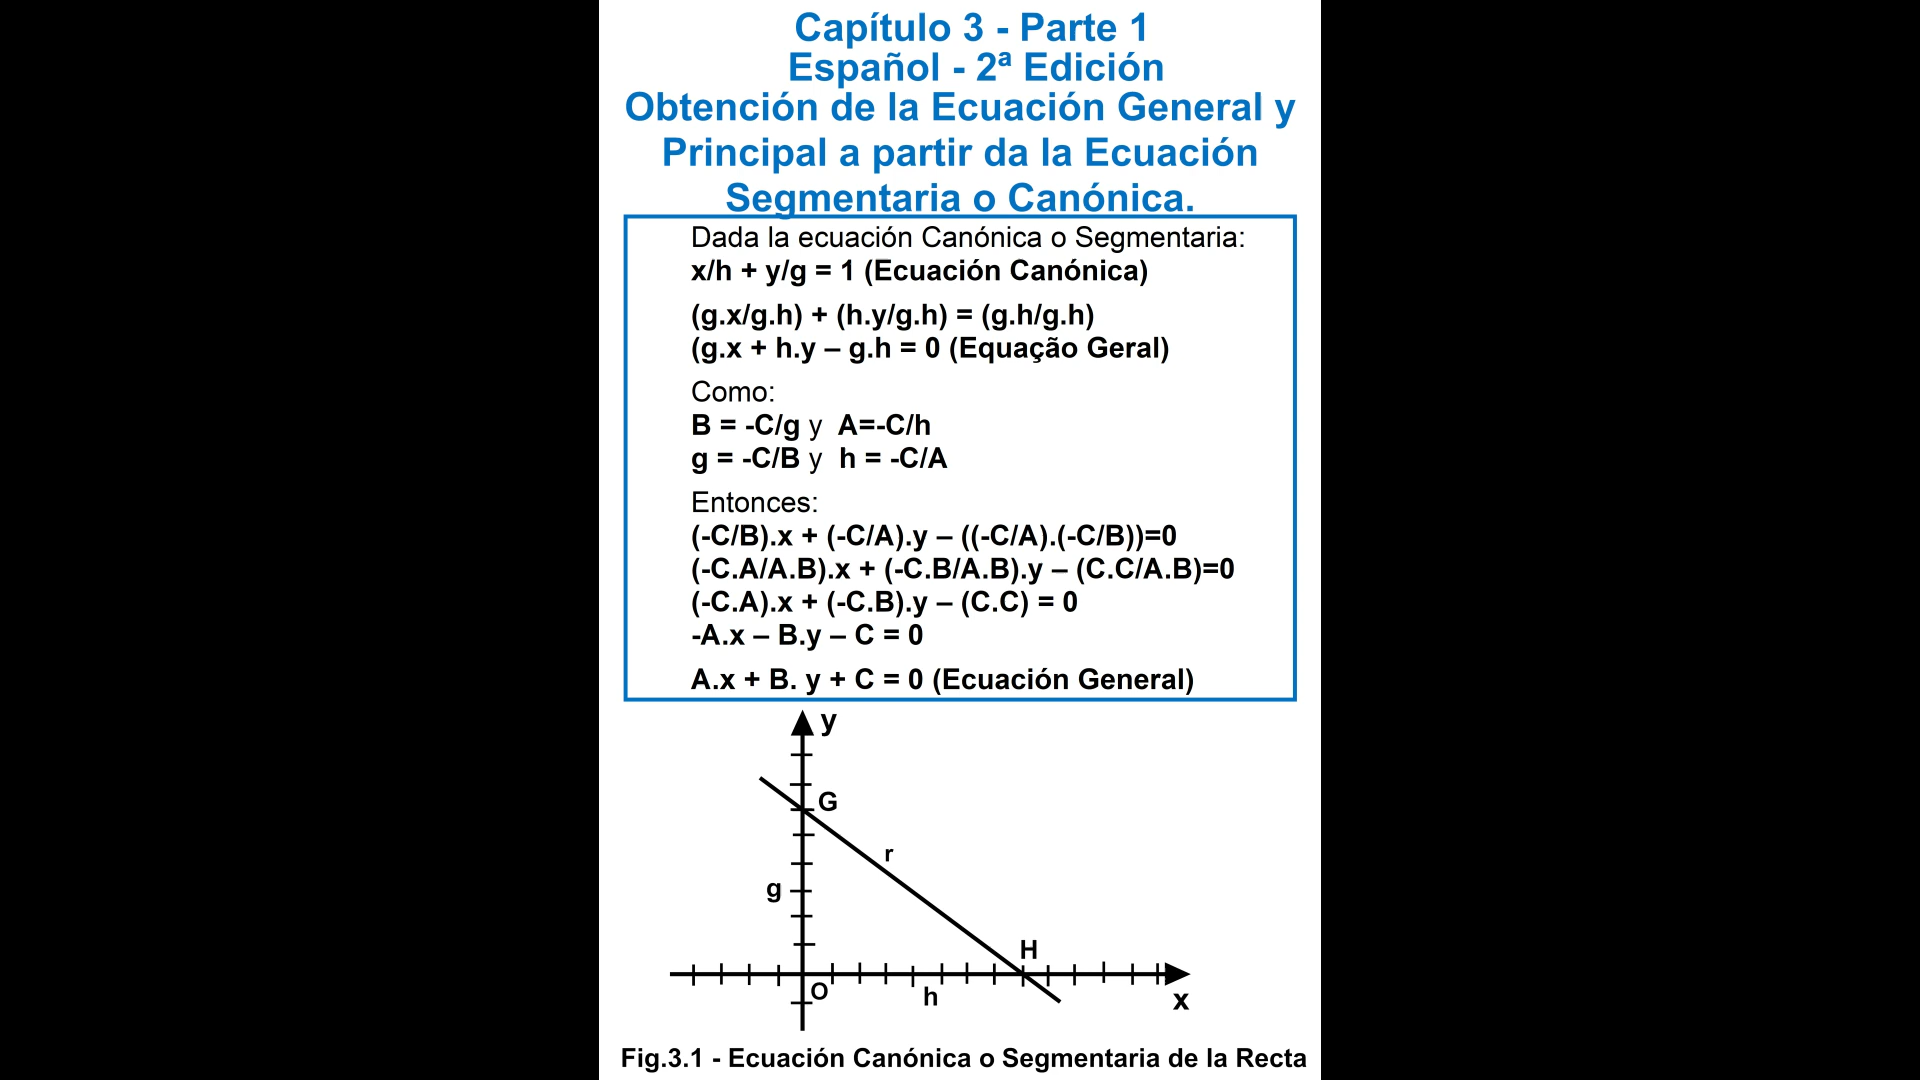 Capítulo 3 - Parte 1
Español - 2ª Edición
Obtención de la Ecuación General y
Principal a partir da la Ecuación
Segmentaria o Canónica.
Dada la ecuación Canónica o Segmentaria:
x/h + y/g = 1 (Ecuación Canónica)
(g.x/g.h) + (h.y/g.h) = (g.h/g.h)
(g.x + h.y – g.h = 0 (Equação Geral)
Como:
B = -C/g y A=-C/h
g = -C/B y h = -C/A
Entonces:
(-C/B).x + (-C/A).y – ((-C/A).(-C/B))=0
(-C.A/A.B).x + (-C.B/A.B).y – (C.C/A.B)=0
(-C.A).x + (-C.B).y – (C.C) = 0
-A.x – B.y – C = 0
A.x + B. y + C = 0 (Ecuación General)
y
G
r
g
H
O
h
x
Fig.3.1 - Ecuación Canónica o Segmentaria de la Recta